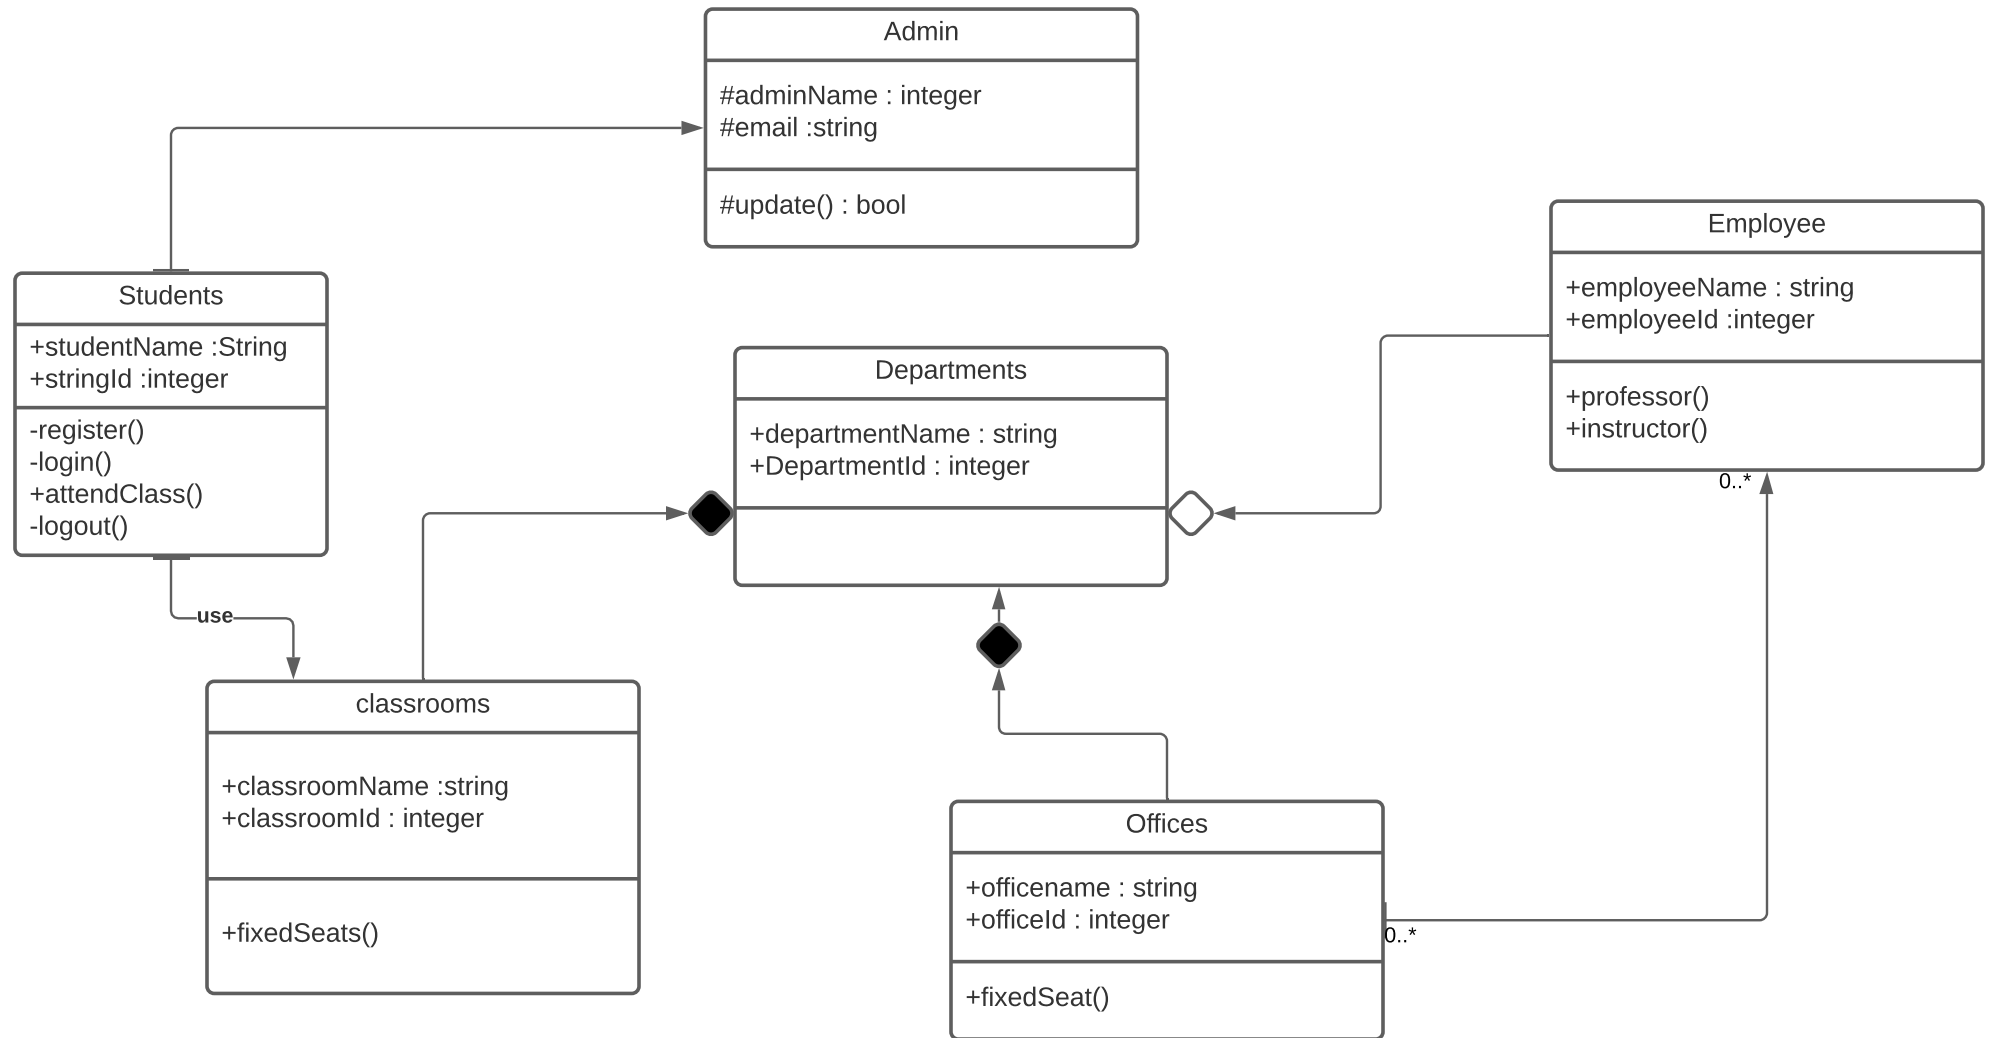 Admin
#adminName : integer
#email :string
#update() : bool
Employee
+employeeName : string
+employeeId :integer
+professor()
+instructor()
0..*
Students
+studentName :String
+stringId :integer
-register()
-login()
+attendClass()
-logout()
use
Departments
+departmentName : string
+DepartmentId : integer
classrooms
+classroomName :string
+classroomId : integer
+fixedSeats()
Offices
+officename : string
+officeId : integer
+fixedSeat()
0..*